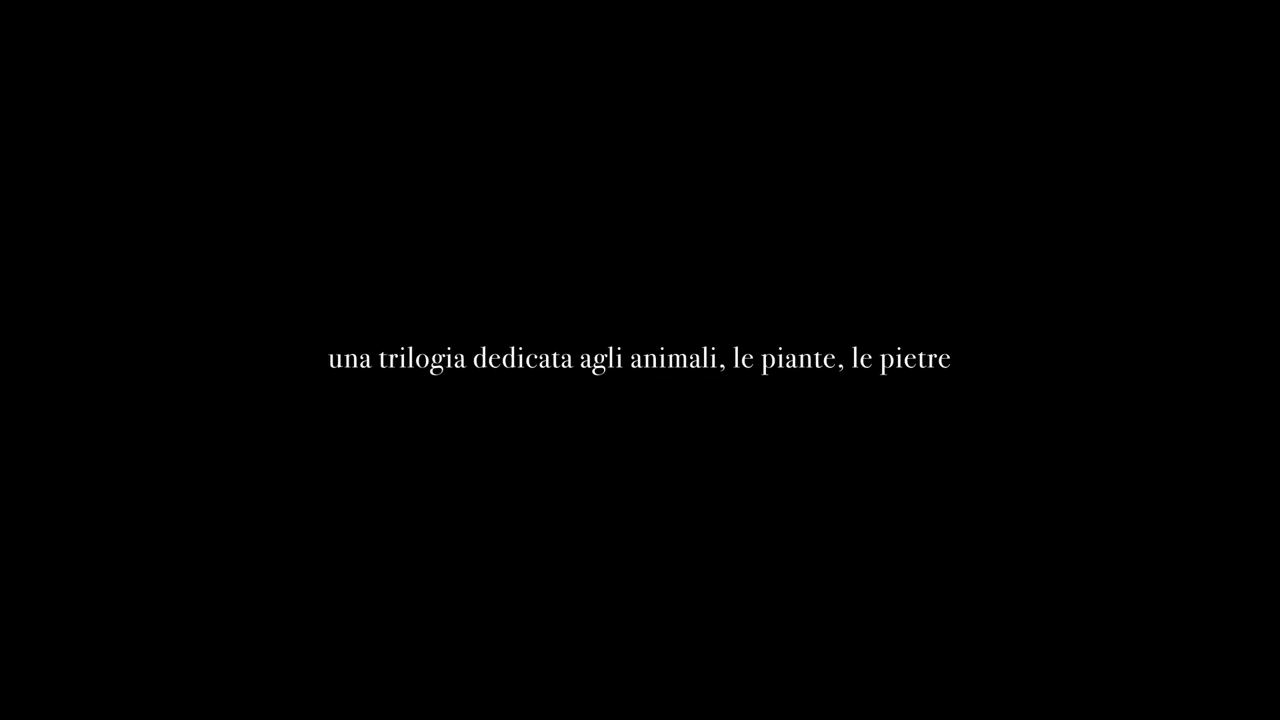 una trilogia dedicata agli animali, le piante, le pietre